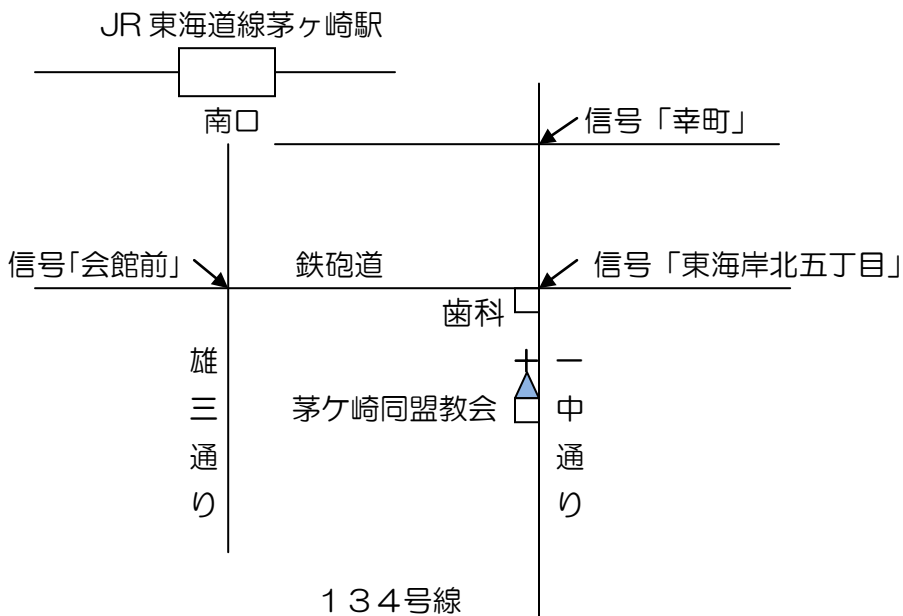 JR 東海道線茅ヶ崎駅
南口
信号「幸町」
信号「会館前」
鉄砲道
信号「東海岸北五丁目」
歯科
雄三通り
茅ケ崎同盟教会
一中通り
134号線